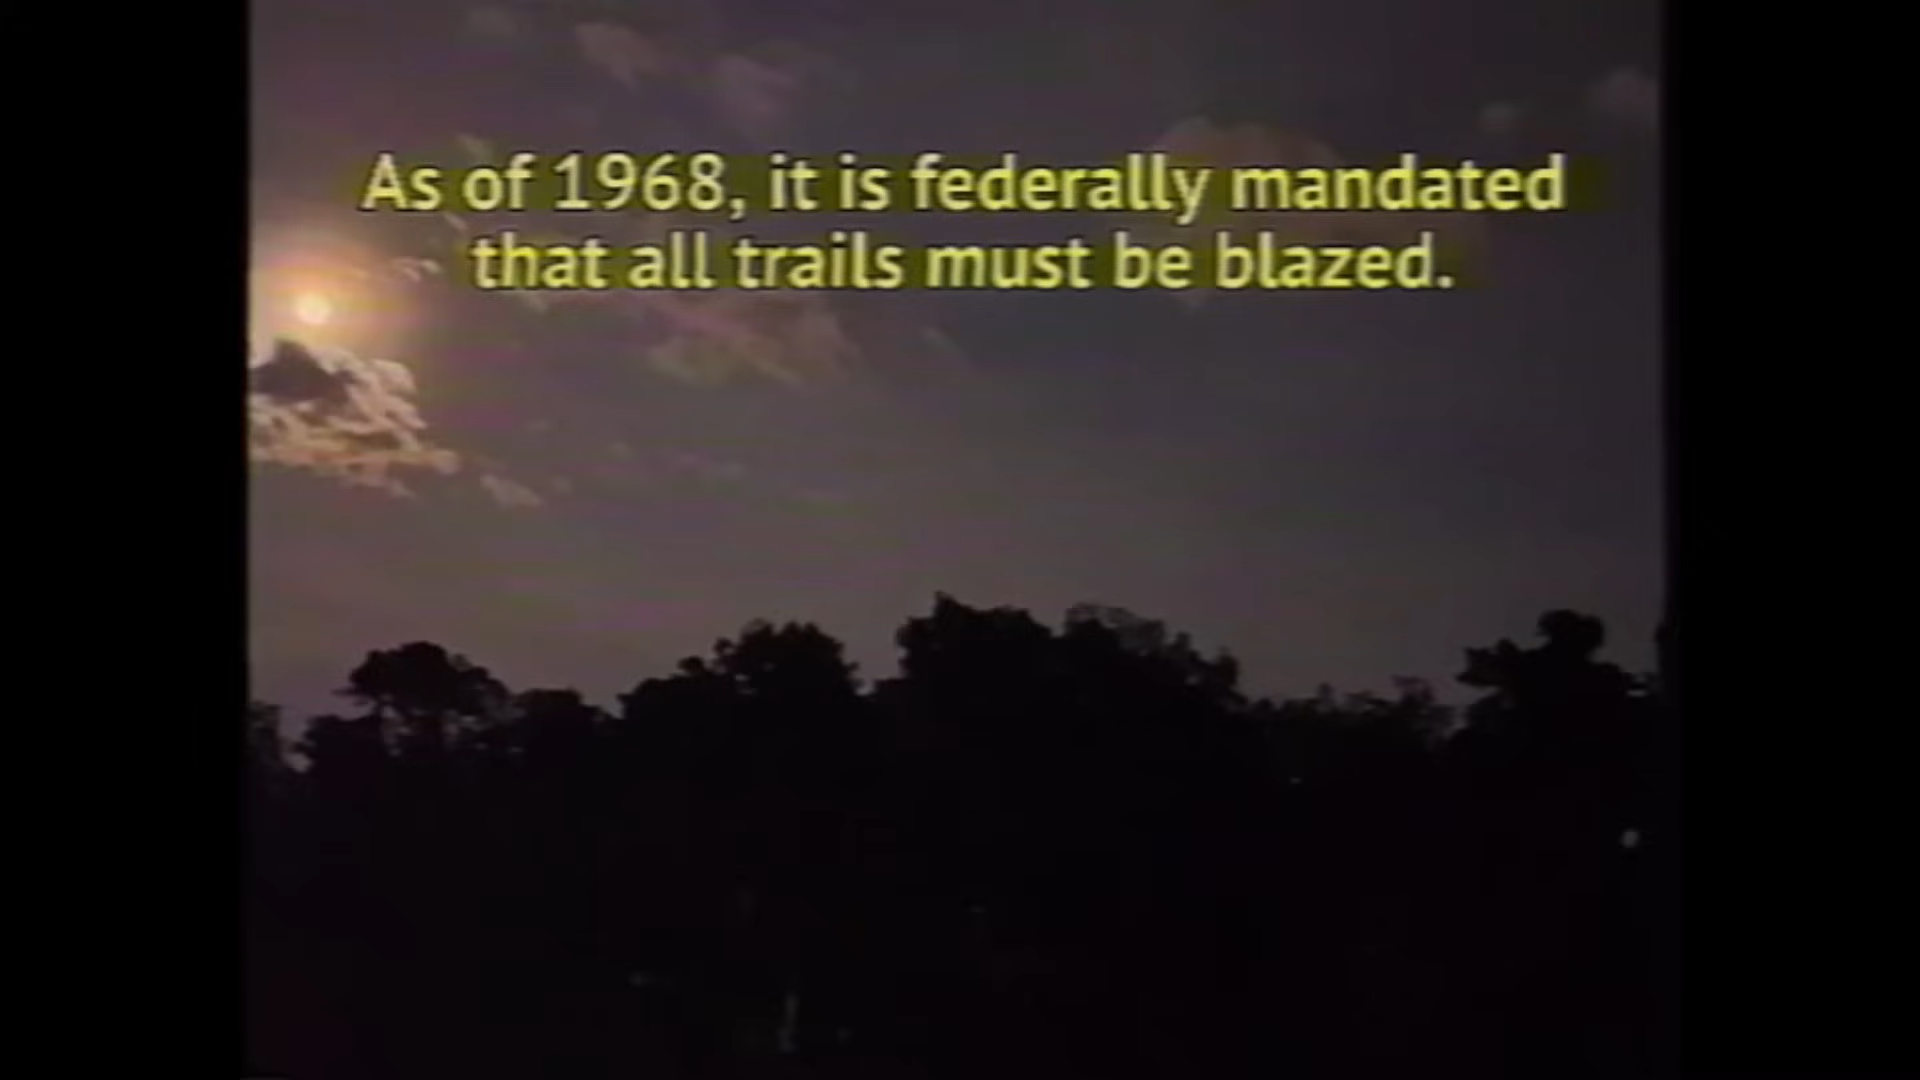 As of 1968, it is federally mandated
that all trails must be blazed.